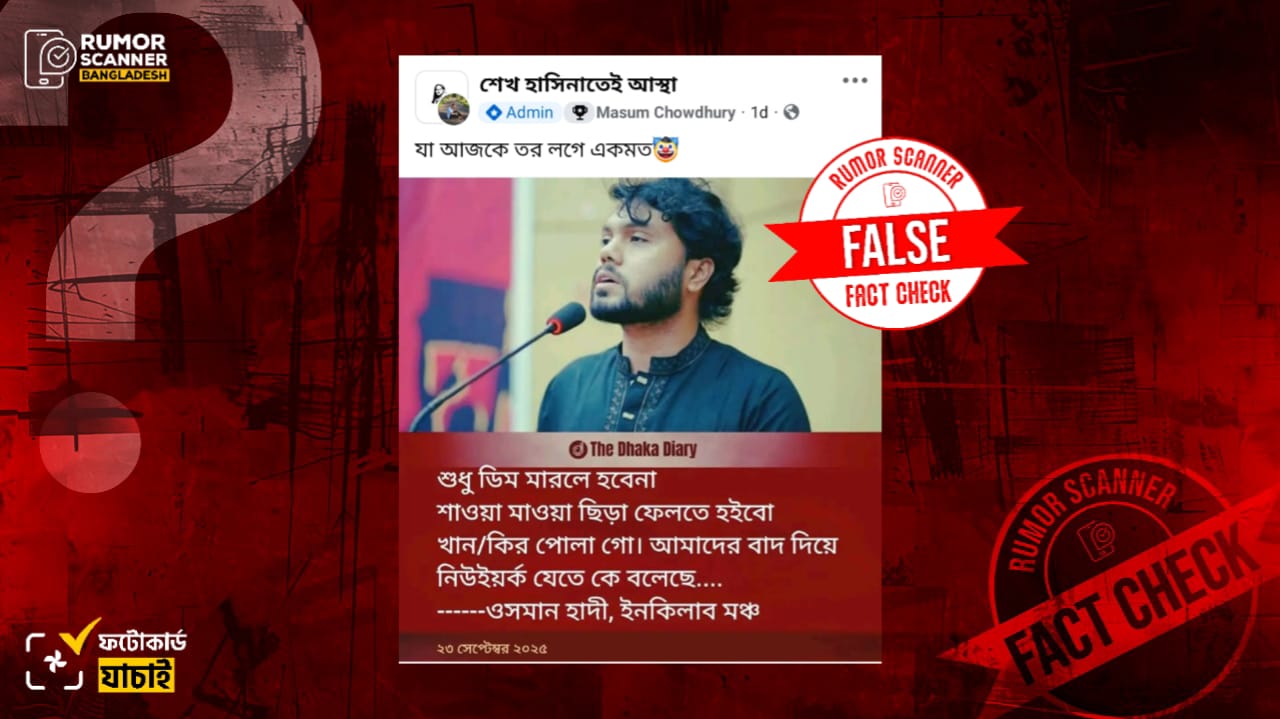 RUMOR
SCANNER
BANGLADESH
শেখ হাসিনাতেই আস্থা
Admin Masum Chowdhury · 1d ·
যা আজকে তর লগে একমত🤡
RUMOR SCANNER
FALSE
FACT CHECK
The Dhaka Diary
শুধু ডিম মারলে হবেনা
শাওয়া মাওয়া ছিড়া ফেলতে হইবো
খান/কির পোলা গো। আমাদের বাদ দিয়ে
নিউইয়র্ক যেতে কে বলেছে....
------ওসমান হাদী, ইনকিলাব মঞ্চ
২৩ সেপ্টেম্বর ২০২৫
RUMOR SCANNER
FACT CHECK
ফটোকার্ড
যাচাই